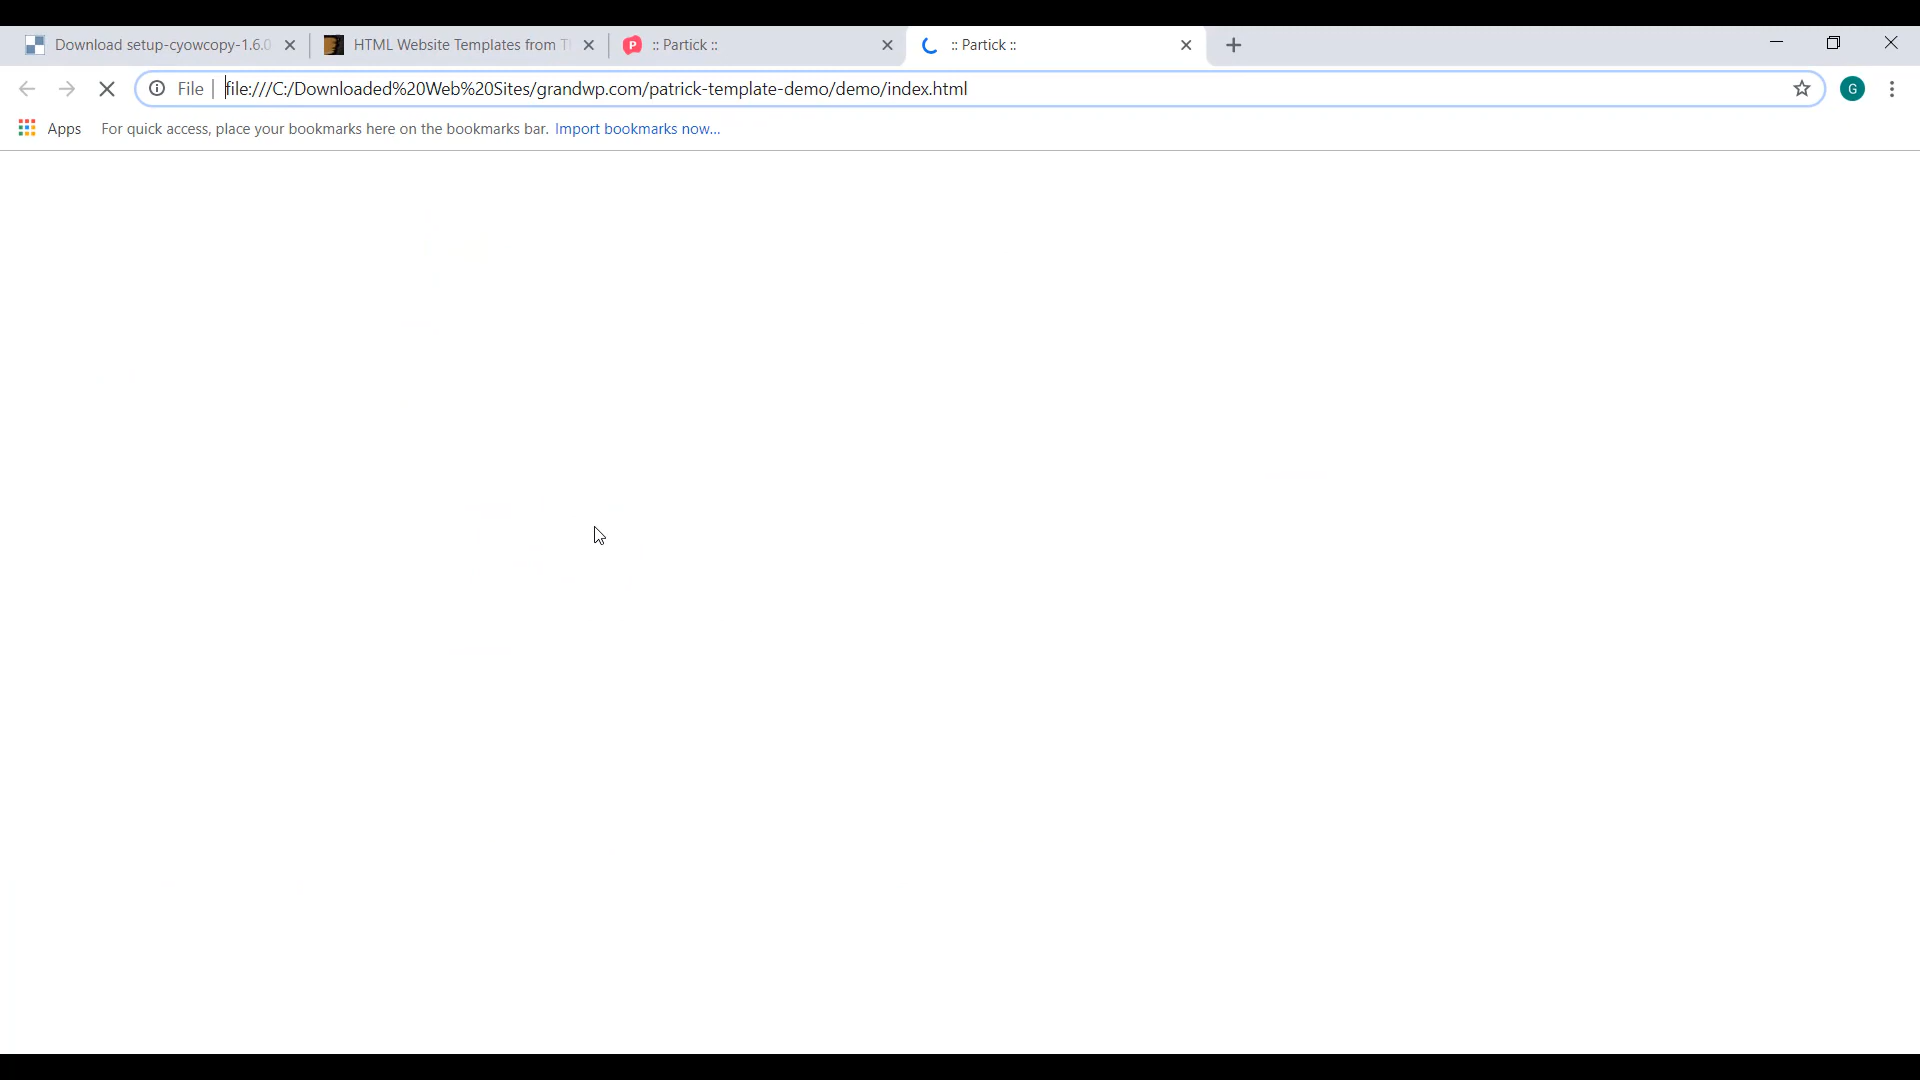 Download setup-cyowcopy-1.6.0
HTML Website Templates from T
:: Partick ::
:: Partick ::
File
file:///C:/Downloaded%20Web%20Sites/grandwp.com/patrick-template-demo/demo/index.html
G
Apps
For quick access, place your bookmarks here on the bookmarks bar. Import bookmarks now...